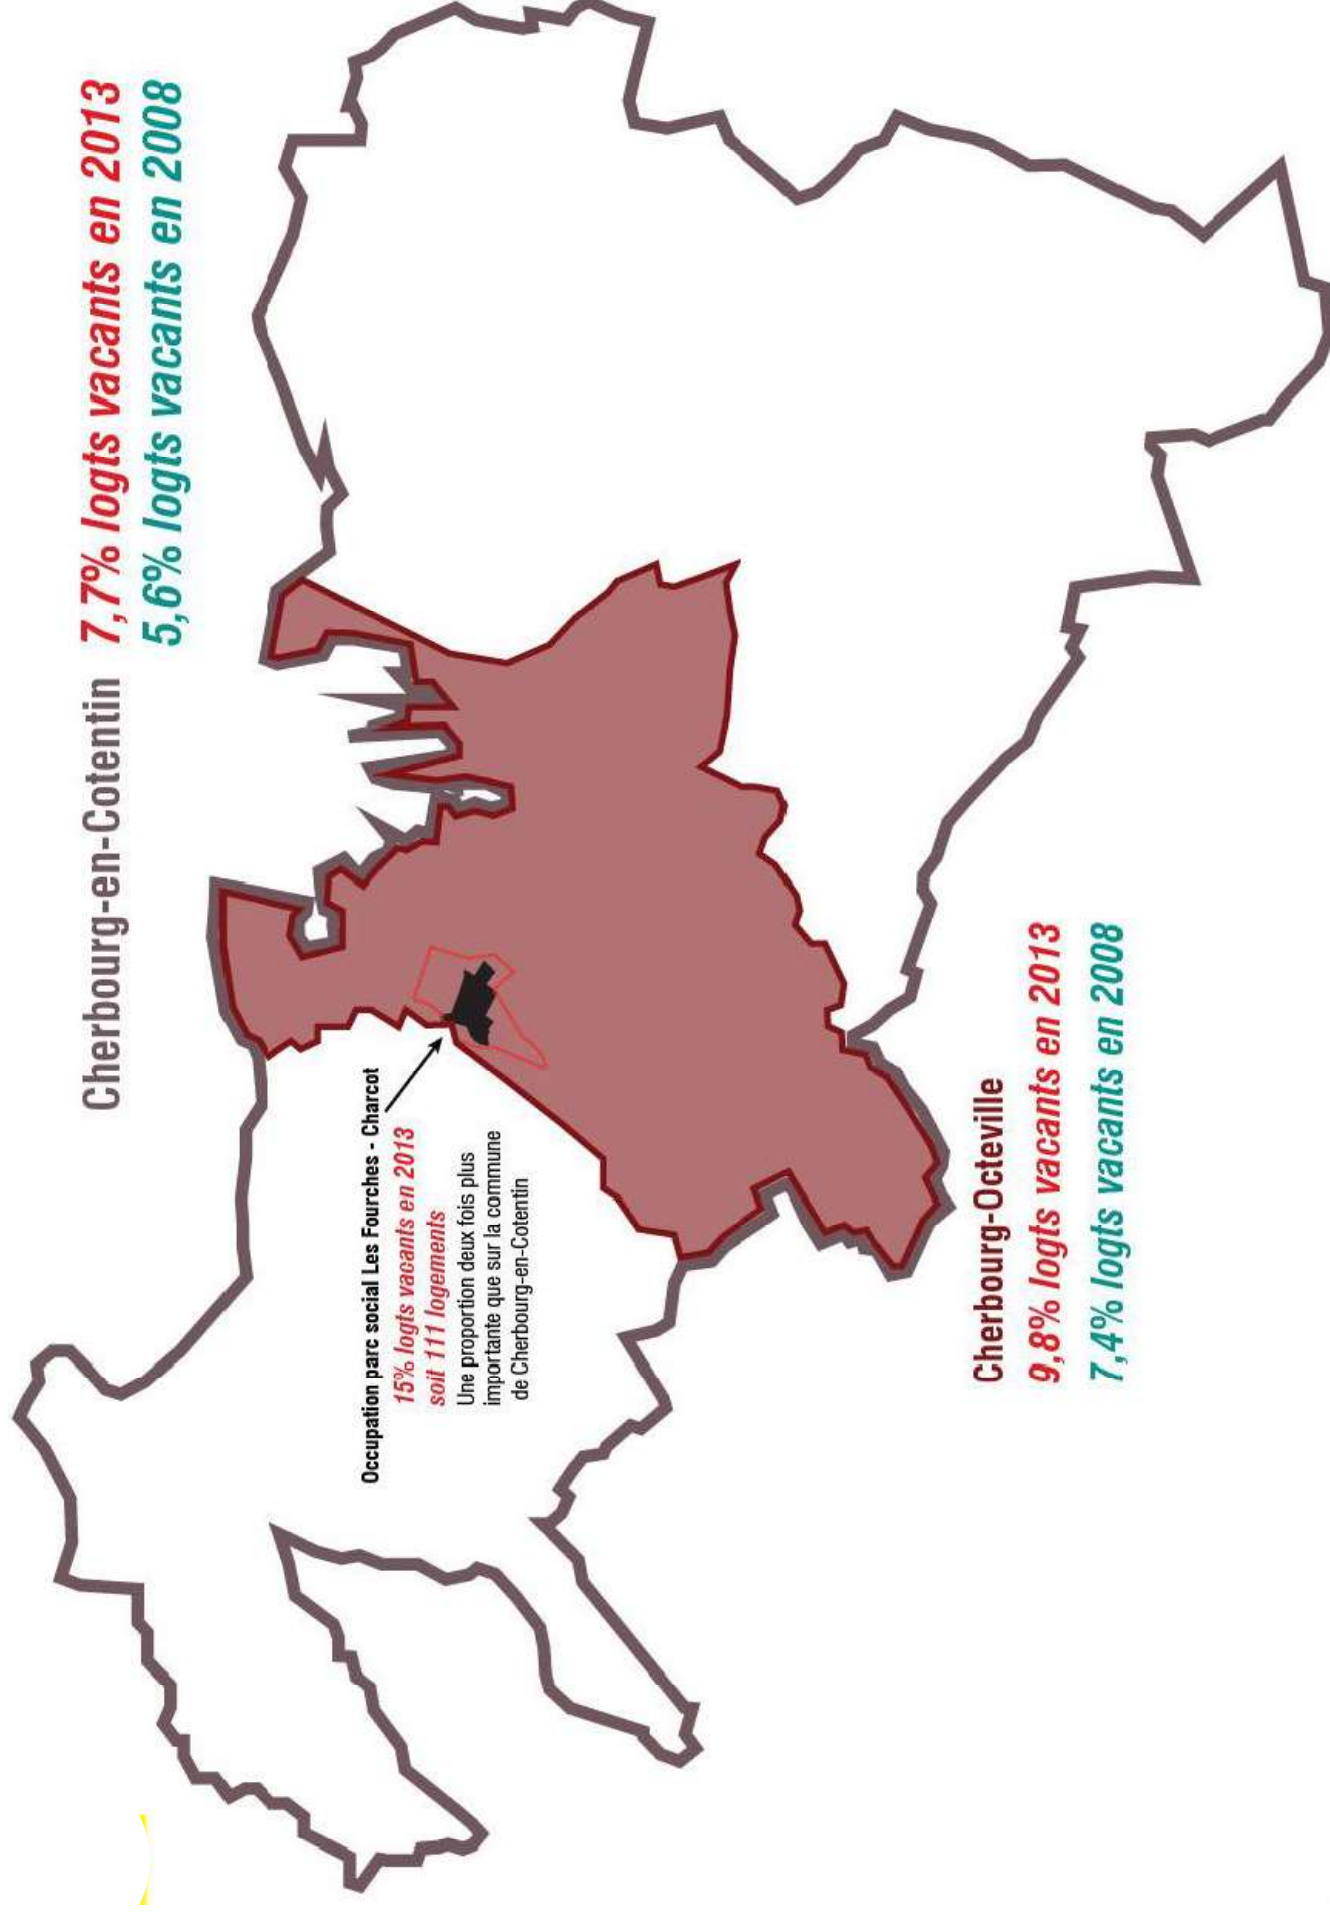 Cherbourg-en-Cotentin 7,7% logts vacants en 2013
5,6% logts vacants en 2008
Occupation parc social Les Fourches - Charcot
15% logts vacants en 2013
soit 111 logements
Une proportion deux fois plus
importante que sur la commune
de Cherbourg-en-Cotentin
Cherbourg-Octeville
9,8% logts vacants en 2013
7,4% logts vacants en 2008